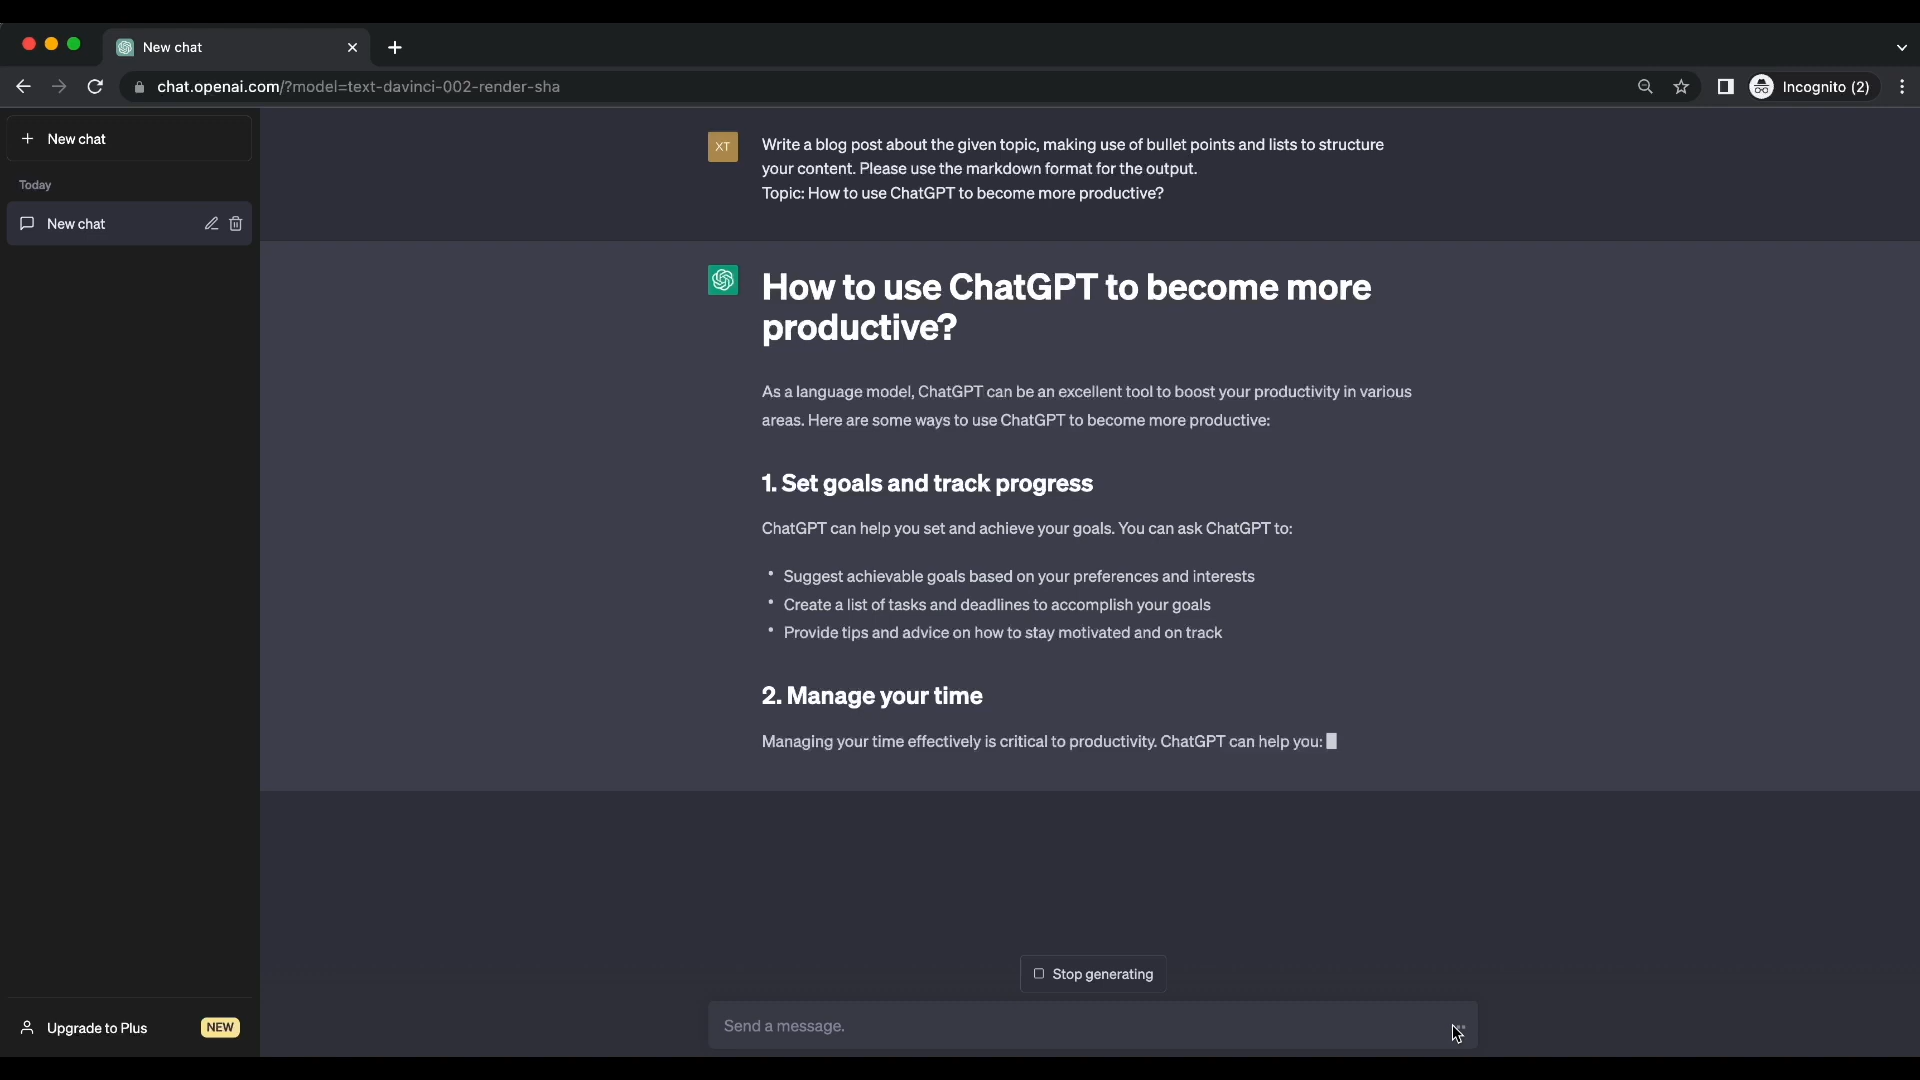 New chat
chat.openai.com/?model=text-davinci-002-render-sha
Incognito (2)
New chat
Today
New chat
Upgrade to Plus
NEW
XT
Write a blog post about the given topic, making use of bullet points and lists to structure
your content. Please use the markdown format for the output.
Topic: How to use ChatGPT to become more productive?
How to use ChatGPT to become more
productive?
As a language model, ChatGPT can be an excellent tool to boost your productivity in various
areas. Here are some ways to use ChatGPT to become more productive:
1. Set goals and track progress
ChatGPT can help you set and achieve your goals. You can ask ChatGPT to:
• Suggest achievable goals based on your preferences and interests
• Create a list of tasks and deadlines to accomplish your goals
• Provide tips and advice on how to stay motivated and on track
2. Manage your time
Managing your time effectively is critical to productivity. ChatGPT can help you:
Stop generating
Send a message.